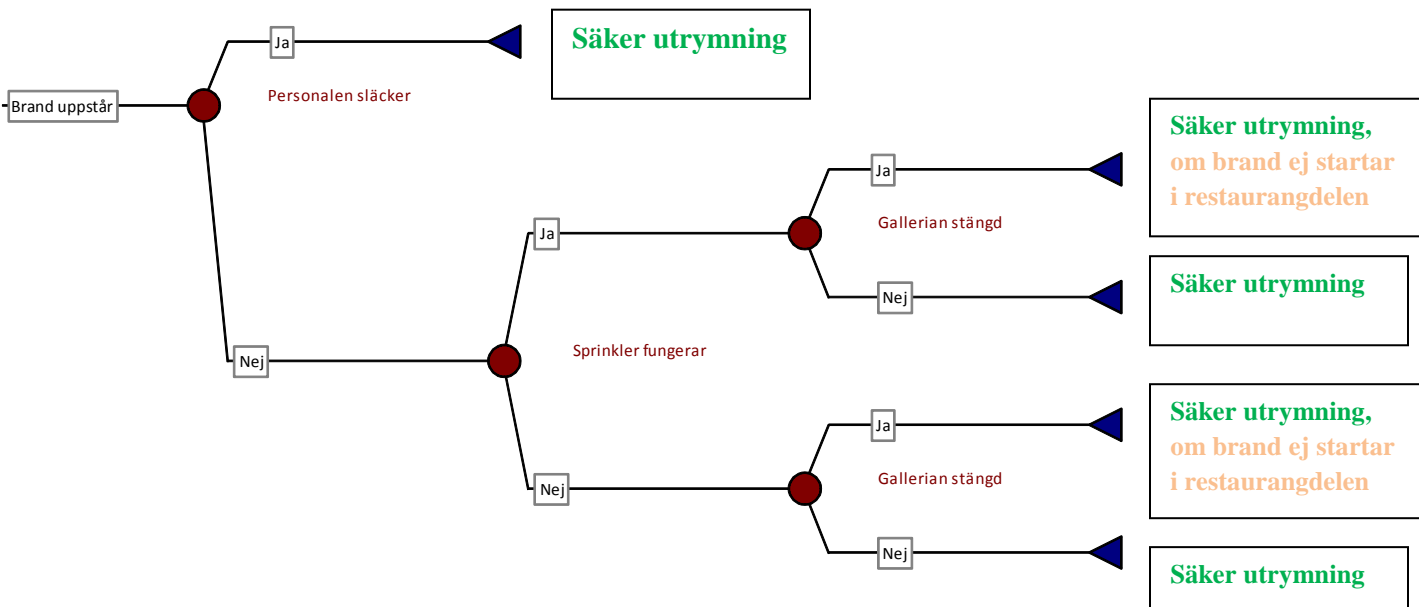 Ja
Säker utrymning
Personalen släcker
Brand uppstår
Säker utrymning,
om brand ej startar
i restaurangdelen
Ja
Gallerian stängd
Ja
Nej
Säker utrymning
Sprinkler fungerar
Nej
Säker utrymning,
om brand ej startar
i restaurangdelen
Ja
Gallerian stängd
Nej
Nej
Säker utrymning